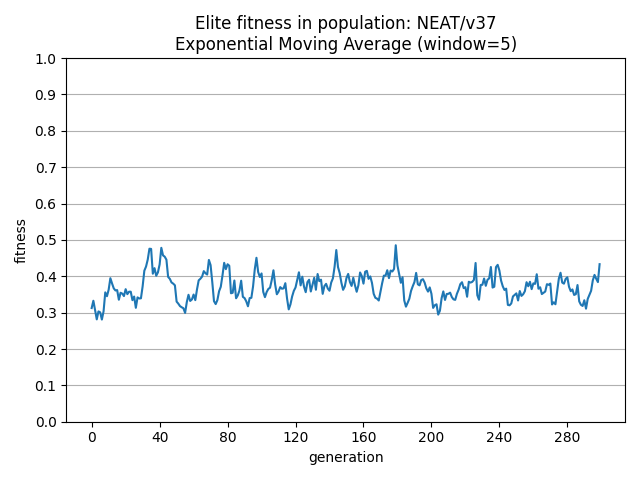 Elite fitness in population: NEAT/v37
Exponential Moving Average (window=5)
1.0
0.9
0.8
0.7
0.6
0.5
0.4
0.3
0.2
0.1
0.0
fitness
0 40 80 120 160 200 240 280
generation